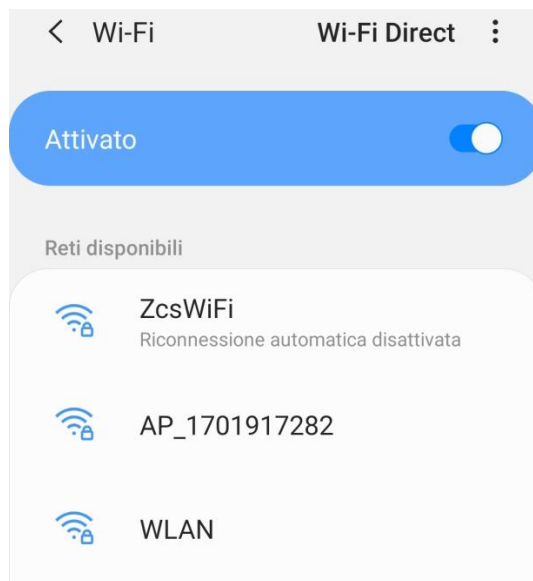 Wi-Fi Wi-Fi Direct
Attivato
Reti disponibili
ZcsWiFi
Riconnessione automatica disattivata
AP_1701917282
WLAN